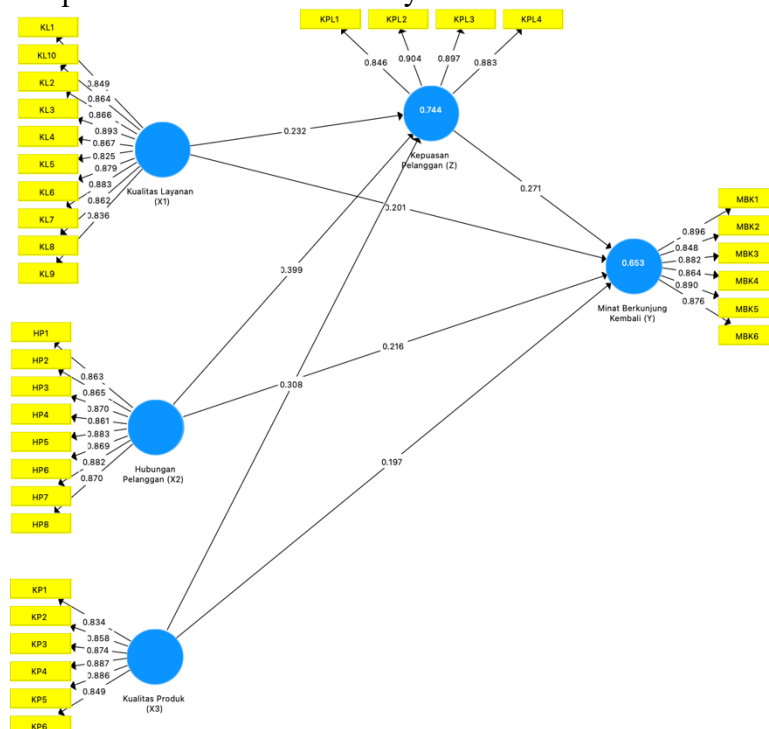 KL1
KL10
KL2
KL3
KL4
KL5
KL6
KL7
KL8
KL9
0.849
0.864
0.866
0.893
0.867
0.825
0.879
0.883
0.862
0.836
Kualitas Layanan
(X1)
KPL1
KPL2
KPL3
KPL4
0.846
0.904
0.897
0.883
0.744
Kepuasan
Pelanggan (Z)
0.232
0.201
0.271
0.399
0.216
0.308
0.197
0.653
Minat Berkunjung
Kembali (Y)
0.896
0.848
0.882
0.864
0.890
0.876
MBK1
MBK2
MBK3
MBK4
MBK5
MBK6
HP1
HP2
HP3
HP4
HP5
HP6
HP7
HP8
0.863
0.865
0.870
0.861
0.883
0.869
0.882
0.870
Hubungan
Pelanggan (X2)
KP1
KP2
KP3
KP4
KP5
KP6
0.834
0.858
0.874
0.887
0.886
0.849
Kualitas Produk
(X3)